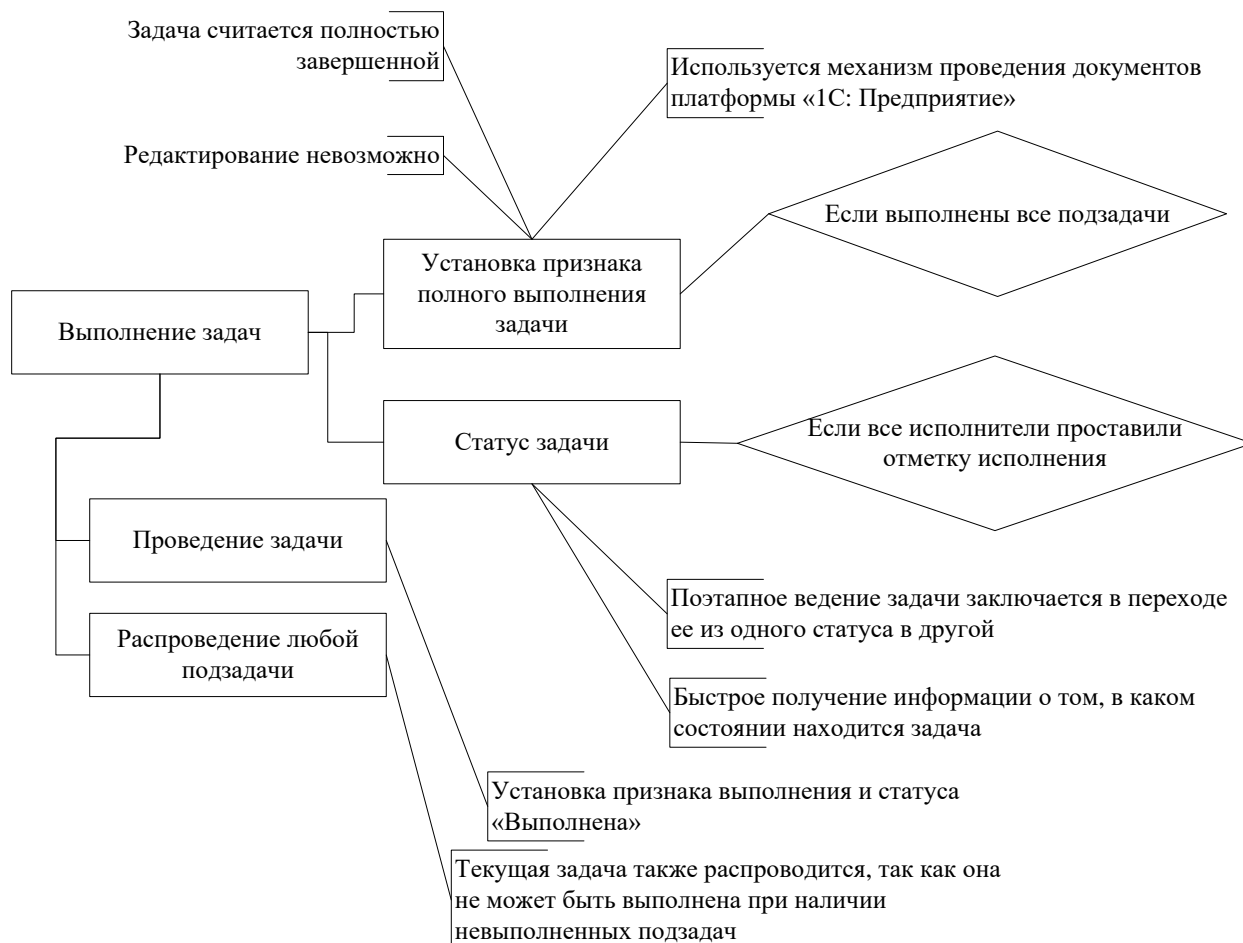 Задача считается полностью
завершенной
Используется механизм проведения документов
платформы «1С: Предприятие»
Редактирование невозможно
Если выполнены все подзадачи
Установка признака
полного выполнения
задачи
Выполнение задач
Статус задачи
Если все исполнители проставили
отметку исполнения
Проведение задачи
Распроведение любой
подзадачи
Поэтапное ведение задачи заключается в переходе
ее из одного статуса в другой
Быстрое получение информации о том, в каком
состоянии находится задача
Установка признака выполнения и статуса
«Выполнена»
Текущая задача также распроводится, так как она
не может быть выполнена при наличии
невыполненных подзадач